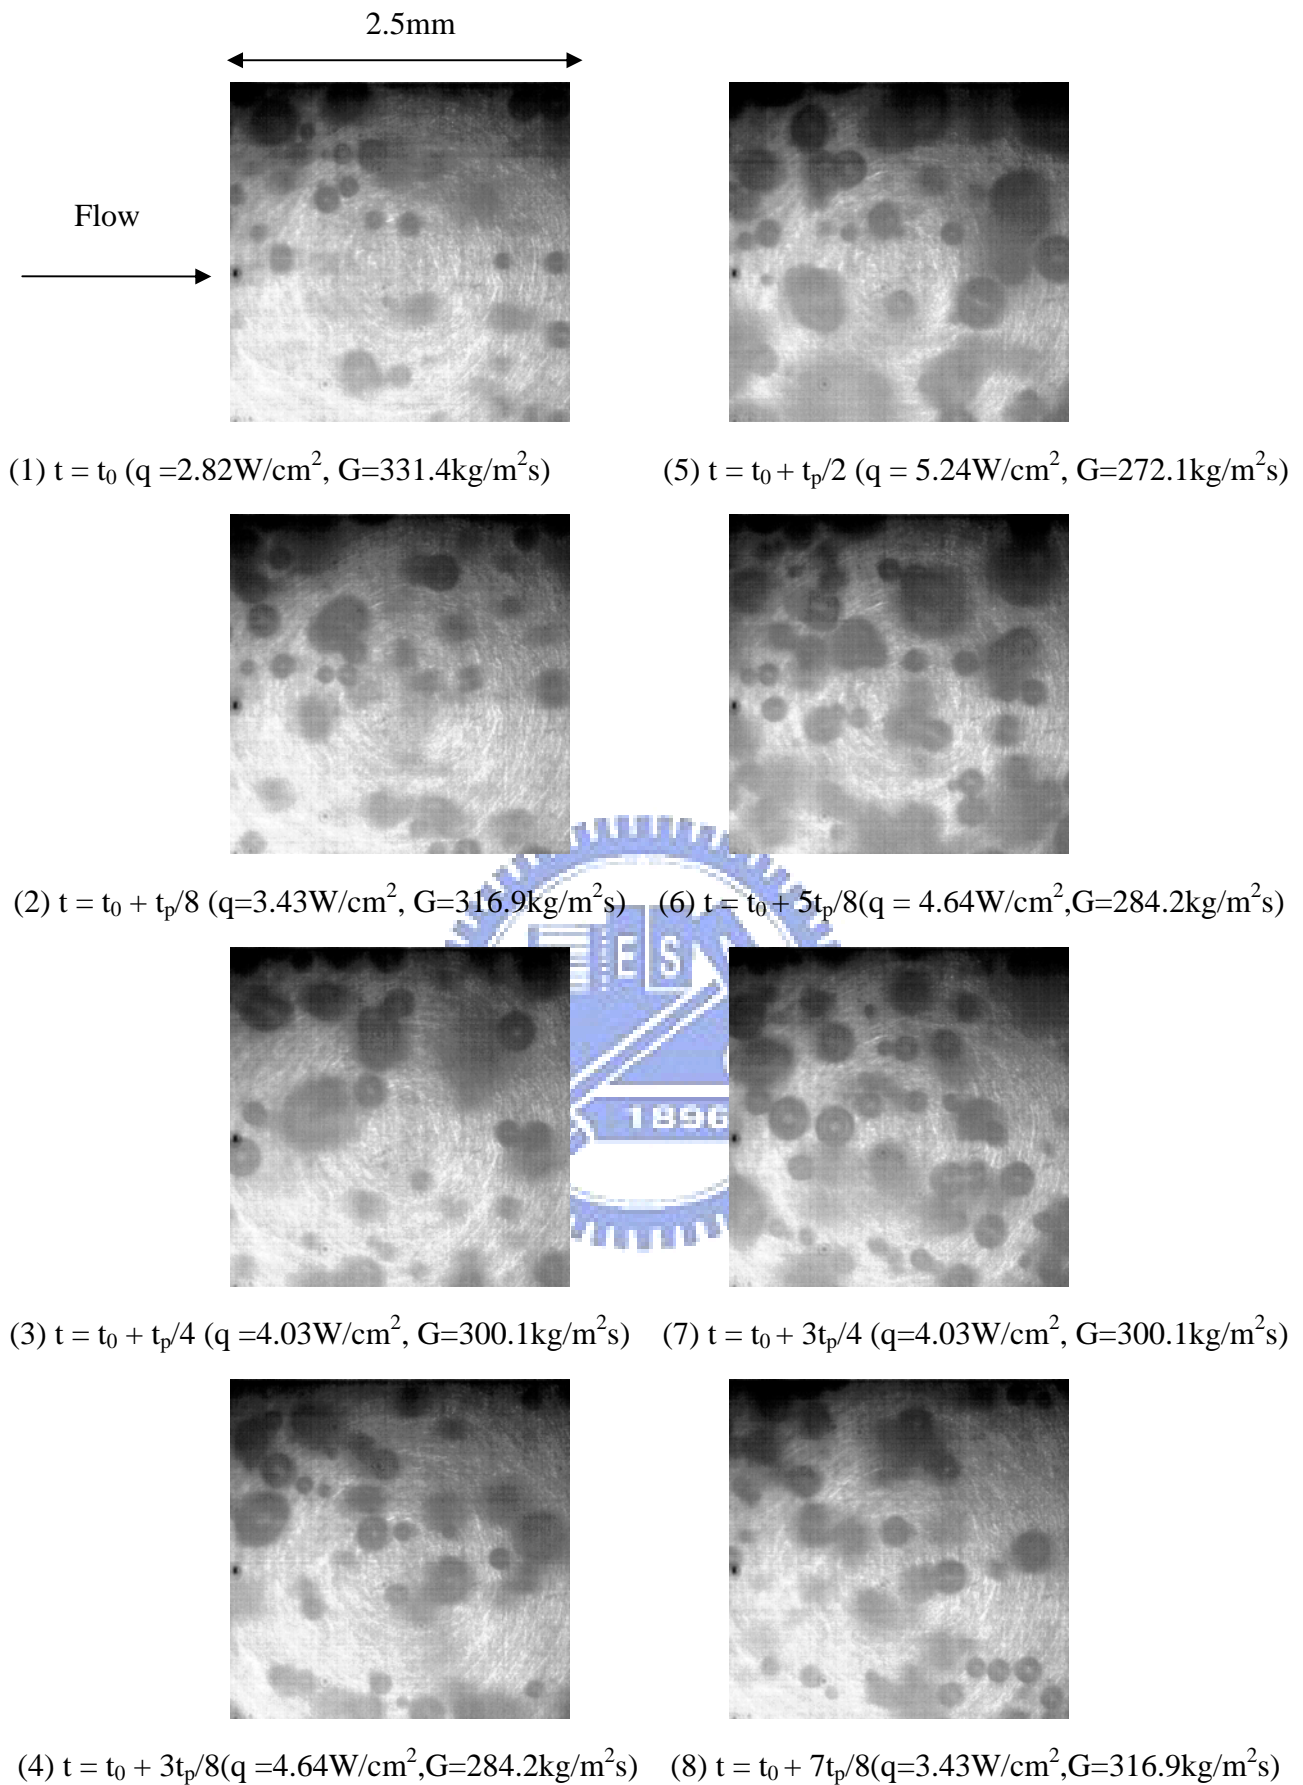 2.5mm
Flow
(1) t = t₀ (q =2.82W/cm², G=331.4kg/m²s)
(5) t = t₀ + tₚ/2 (q = 5.24W/cm², G=272.1kg/m²s)
(2) t = t₀ + tₚ/8 (q=3.43W/cm², G=316.9kg/m²s)
(6) t = t₀ + 5tₚ/8(q = 4.64W/cm²,G=284.2kg/m²s)
ES
1896
(3) t = t₀ + tₚ/4 (q =4.03W/cm², G=300.1kg/m²s)
(7) t = t₀ + 3tₚ/4 (q=4.03W/cm², G=300.1kg/m²s)
(4) t = t₀ + 3tₚ/8(q =4.64W/cm²,G=284.2kg/m²s)
(8) t = t₀ + 7tₚ/8(q=3.43W/cm²,G=316.9kg/m²s)